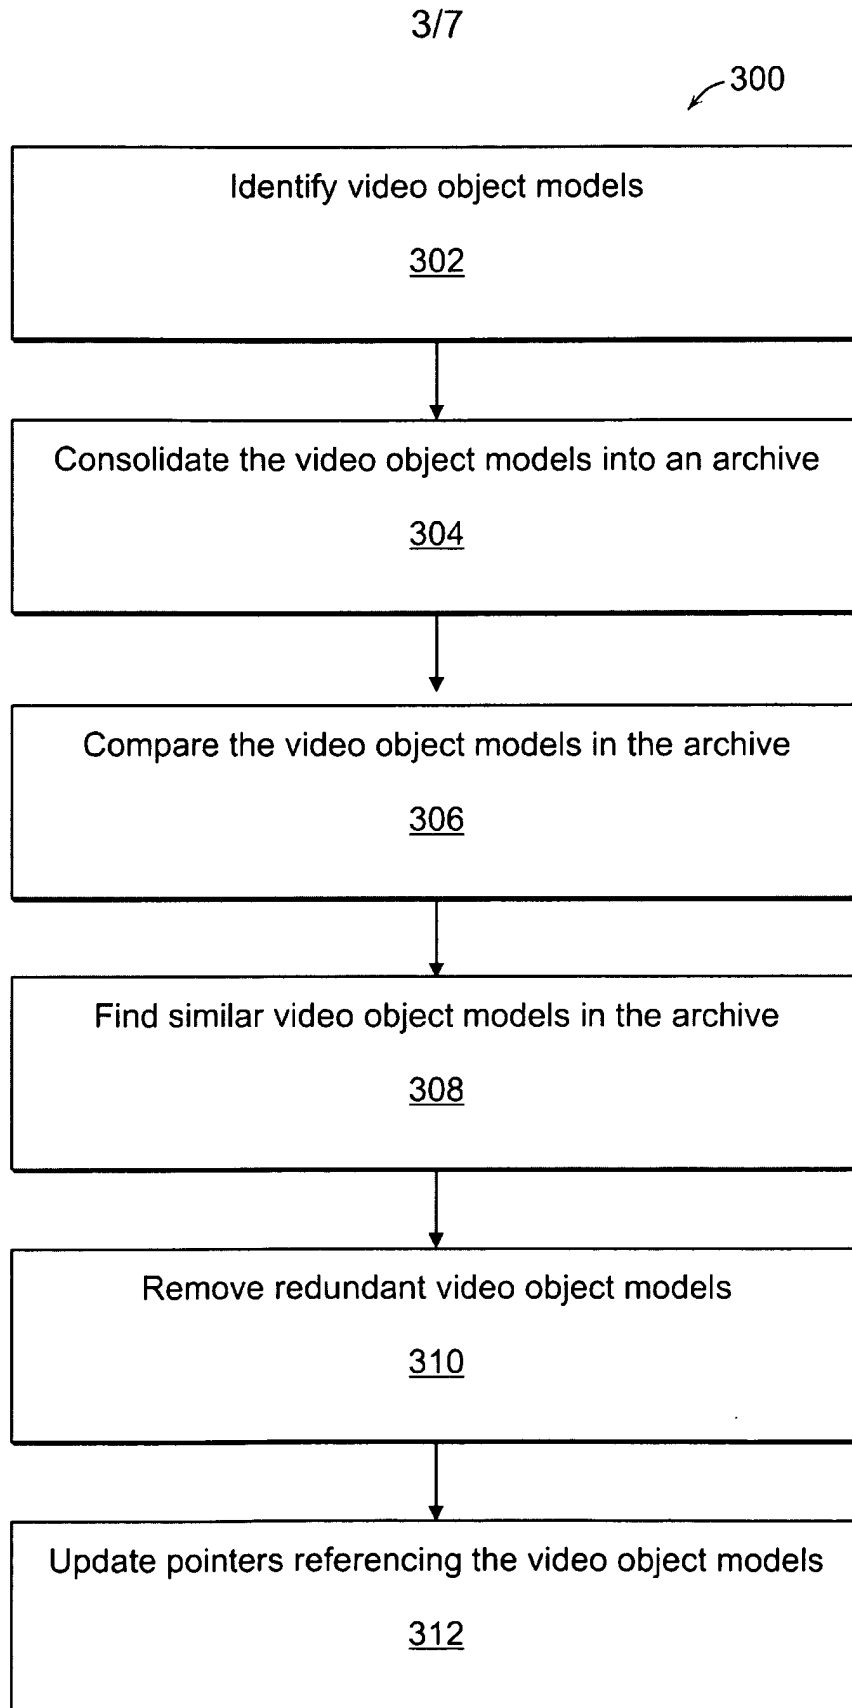 3/7
300
Identify video object models
302
Consolidate the video object models into an archive
304
Compare the video object models in the archive
306
Find similar video object models in the archive
308
Remove redundant video object models
310
Update pointers referencing the video object models
312